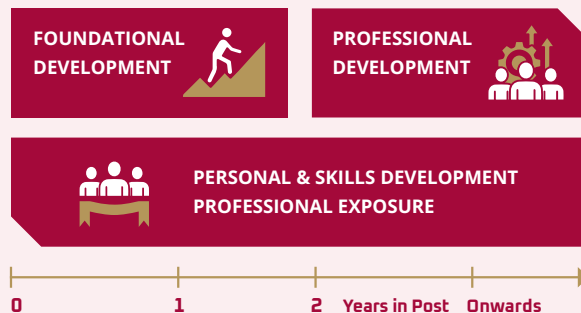 FOUNDATIONAL
DEVELOPMENT
PROFESSIONAL
DEVELOPMENT
PERSONAL & SKILLS DEVELOPMENT
PROFESSIONAL EXPOSURE
0 1 2 Years in Post Onwards